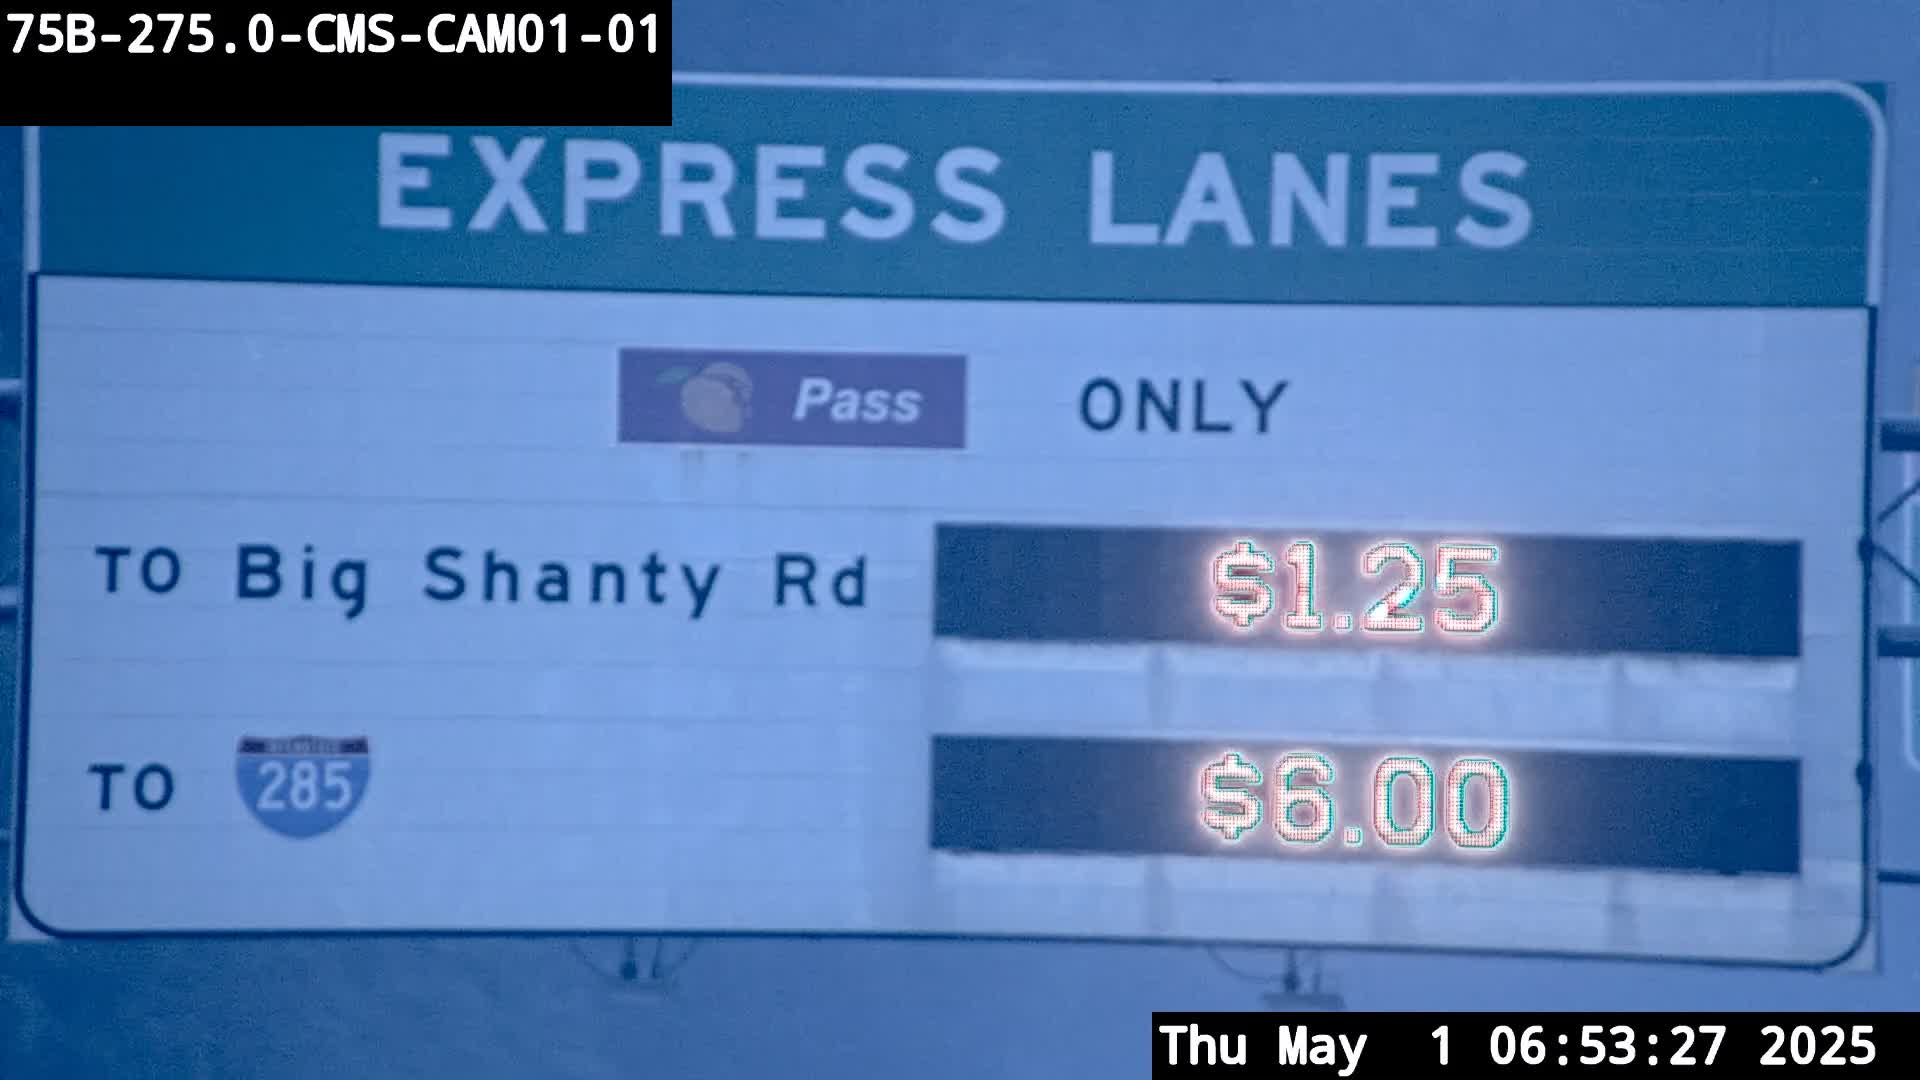 75B-275.0-CMS-CAM01-01
EXPRESS LANES
Pass ONLY
TO Big Shanty Rd $1.25
TO 285 $6.00
Thu May 1 06:53:27 2025